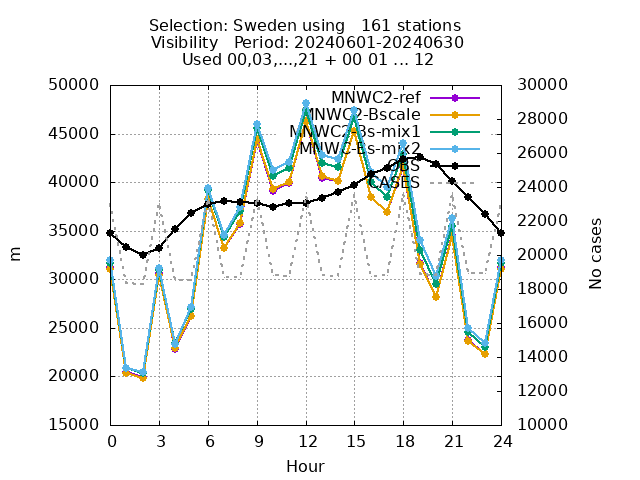 Selection: Sweden using   161 stations
Visibility   Period: 20240601-20240630
Used 00,03,...,21 + 00 01 ... 12
50000
45000
40000
35000
30000
25000
20000
15000
m
30000
28000
26000
24000
22000
20000
18000
16000
14000
12000
10000
No cases
MNWC2-ref
MNWC2-Bscale
MNWC2-Bs-mix1
MNWC-Bs-mix2
OBS
CASES
0 3 6 9 12 15 18 21 24
Hour